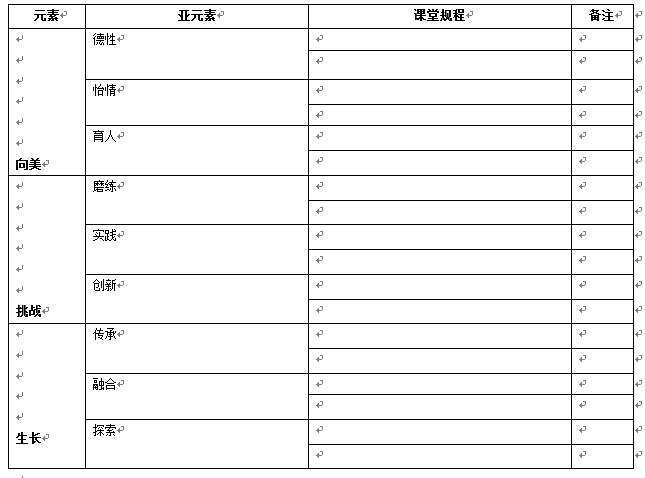 元素 亚元素 课堂规程 备注
德性
怡情
育人
向美
磨练
实践
创新
挑战
传承
融合
探索
生长